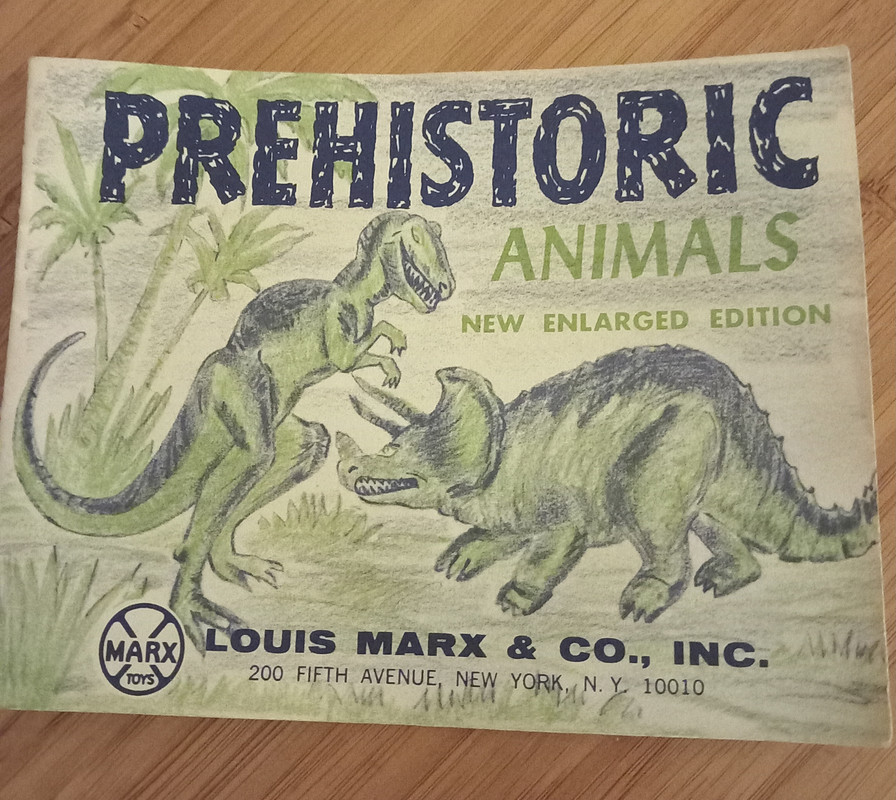 PREHISTORIC
ANIMALS
NEW ENLARGED EDITION
MARX
TOYS
LOUIS MARX & CO., INC.
200 FIFTH AVENUE, NEW YORK, N. Y. 10010